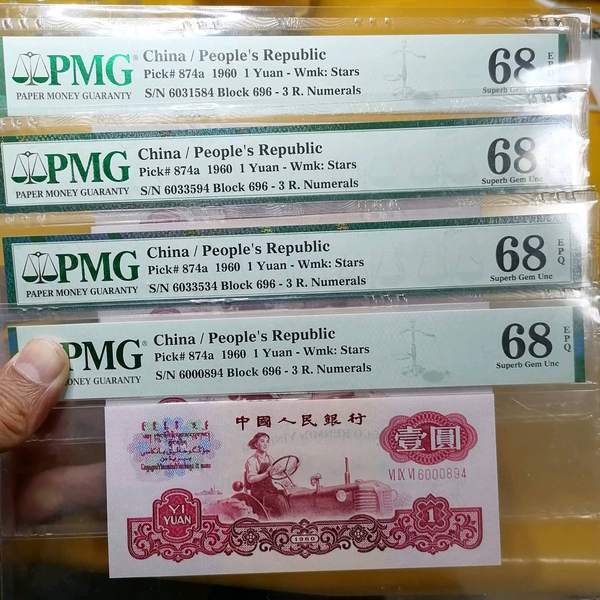 PMG
PAPER MONEY GUARANTY
China / People's Republic
Pick# 874a 1960 1 Yuan - Wmk: Stars
S/N 6031584 Block 696 - 3 R. Numerals
68 EPQ
Superb Gem Unc
PMG
PAPER MONEY GUARANTY
China / People's Republic
Pick# 874a 1960 1 Yuan - Wmk: Stars
S/N 6033594 Block 696 - 3 R. Numerals
68
Superb Gem Unc
PMG
PAPER MONEY GUARANTY
China / People's Republic
Pick# 874a 1960 1 Yuan - Wmk: Stars
S/N 6033534 Block 696 - 3 R. Numerals
68 EPQ
Superb Gem Unc
PMG
China / People's Republic
Pick# 874a 1960 1 Yuan - Wmk: Stars
S/N 6000894 Block 696 - 3 R. Numerals
68 EPQ
Superb Gem Unc
中國人民銀行
壹圓
VI IX VI 6000894
YI
YUAN
1960
1